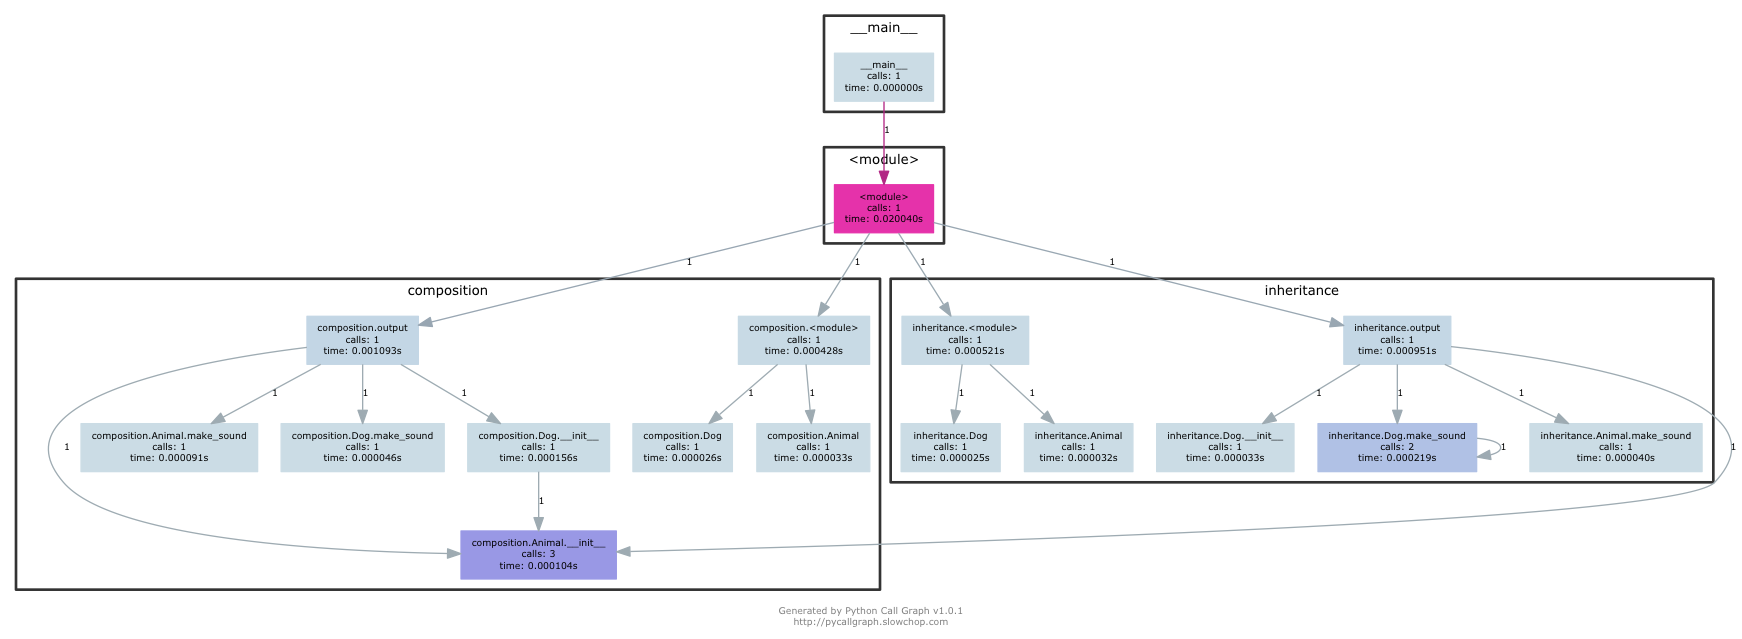 __main__
__main__
calls: 1
time: 0.000000s
1
<module>
<module>
calls: 1
time: 0.020040s
1
1
1
1
composition
composition.output
calls: 1
time: 0.001093s
composition.<module>
calls: 1
time: 0.000428s
inheritance
inheritance.<module>
calls: 1
time: 0.000521s
inheritance.output
calls: 1
time: 0.000951s
1
1
1
1
1
1
1
1
1
1
composition.Animal.make_sound
calls: 1
time: 0.000091s
composition.Dog.make_sound
calls: 1
time: 0.000046s
composition.Dog.__init__
calls: 1
time: 0.000156s
composition.Dog
calls: 1
time: 0.000026s
composition.Animal
calls: 1
time: 0.000033s
inheritance.Dog
calls: 1
time: 0.000025s
inheritance.Animal
calls: 1
time: 0.000032s
inheritance.Dog.__init__
calls: 1
time: 0.000033s
inheritance.Dog.make_sound
calls: 2
time: 0.000219s
1
inheritance.Animal.make_sound
calls: 1
time: 0.000040s
1
1
1
composition.Animal.__init__
calls: 3
time: 0.000104s
Generated by Python Call Graph v1.0.1
http://pycallgraph.slowchop.com